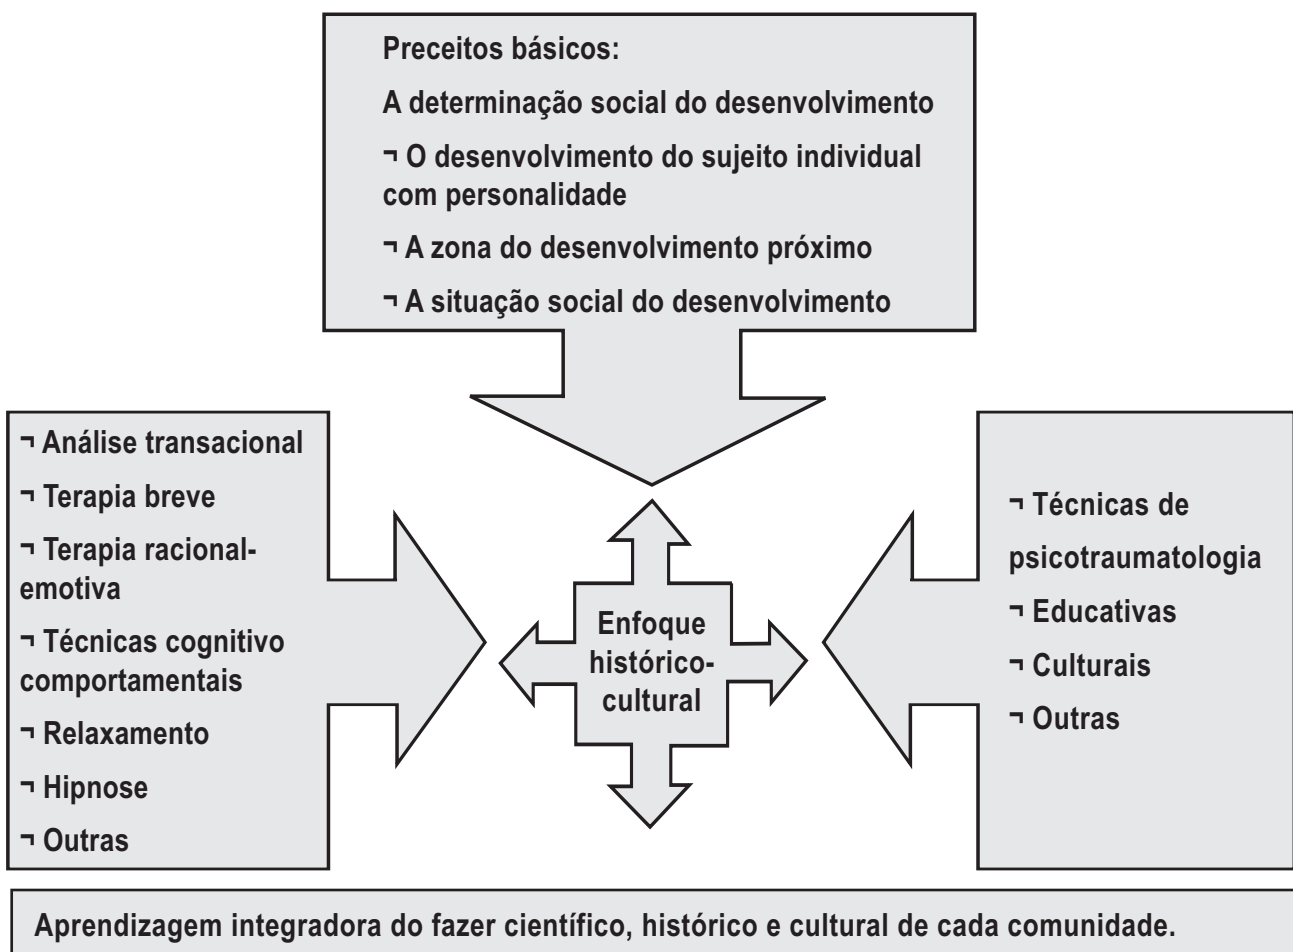 Preceitos básicos:
A determinação social do desenvolvimento
¬ O desenvolvimento do sujeito individual
com personalidade
¬ A zona do desenvolvimento próximo
¬ A situação social do desenvolvimento
¬ Análise transacional
¬ Terapia breve
¬ Terapia racional-
emotiva
¬ Técnicas cognitivo
comportamentais
¬ Relaxamento
¬ Hipnose
¬ Outras
Enfoque
histórico-
cultural
¬ Técnicas de
psicotraumatologia
¬ Educativas
¬ Culturais
¬ Outras
Aprendizagem integradora do fazer científico, histórico e cultural de cada comunidade.